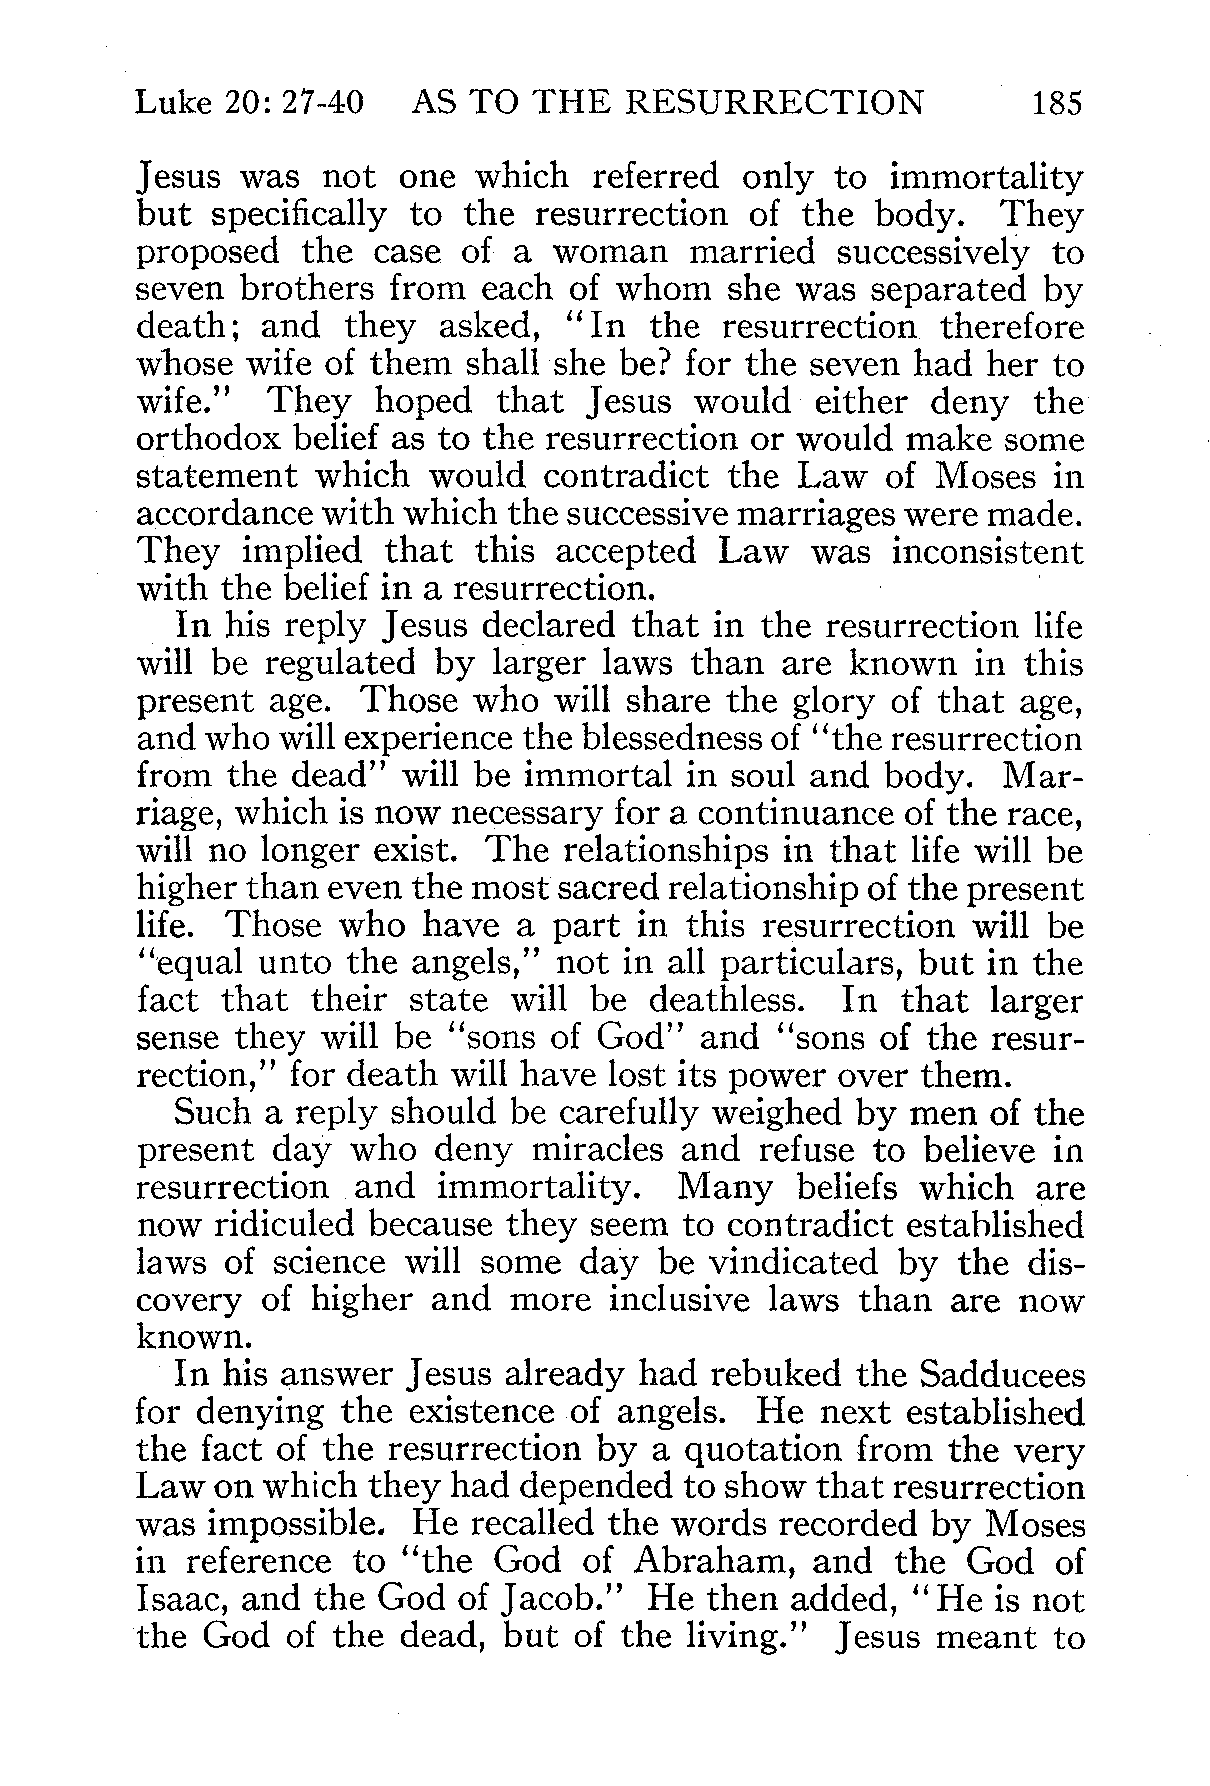 Luke 20: 27-40 AS TO THE RESURRECTION 185
Jesus was not one which referred only to immortality
but specifically to the resurrection of the body. They
proposed the case of a woman married successively to
seven brothers from each of whom she was separated by
death; and they asked, "In the resurrection therefore
whose wife of them shall she be? for the seven had her to
wife." They hoped that Jesus would either deny the
orthodox belief as to the resurrection or would make some
statement which would contradict the Law of Moses in
accordance with which the successive marriages were made.
They implied that this accepted Law was inconsistent
with the belief in a resurrection.
In his reply Jesus declared that in the resurrection life
will be regulated by larger laws than are known in this
present age. Those who will share the glory of that age,
and who will experience the blessedness of "the resurrection
from the dead" will be immortal in soul and body. Mar-
riage, which is now necessary for a continuance of the race,
will no longer exist. The relationships in that life will be
higher than even the most sacred relationship of the present
life. Those who have a part in this resurrection will be
"equal unto the angels," not in all particulars, but in the
fact that their state will be deathless. In that larger
sense they will be "sons of God" and "sons of the resur-
rection," for death will have lost its power over them.
Such a reply should be carefully weighed by men of the
present day who deny miracles and refuse to believe in
resurrection and immortality. Many beliefs which are
now ridiculed because they seem to contradict established
laws of science will some day be vindicated by the dis-
covery of higher and more inclusive laws than are now
known.
In his answer Jesus already had rebuked the Sadducees
for denying the existence of angels. He next established
the fact of the resurrection by a quotation from the very
Law on which they had depended to show that resurrection
was impossible. He recalled the words recorded by Moses
in reference to "the God of Abraham, and the God of
Isaac, and the God of Jacob." He then added, "He is not
the God of the dead, but of the living." Jesus meant to